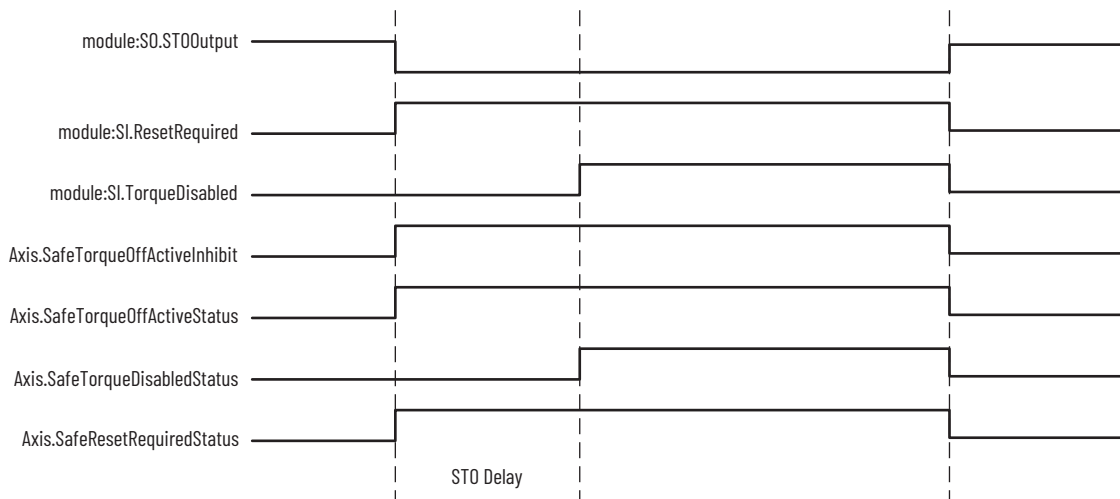 module:SO.STOOutput
module:SI.ResetRequired
module:SI.TorqueDisabled
Axis.SafeTorqueOffActiveInhibit
Axis.SafeTorqueOffActiveStatus
Axis.SafeTorqueDisabledStatus
Axis.SafeResetRequiredStatus
STO Delay